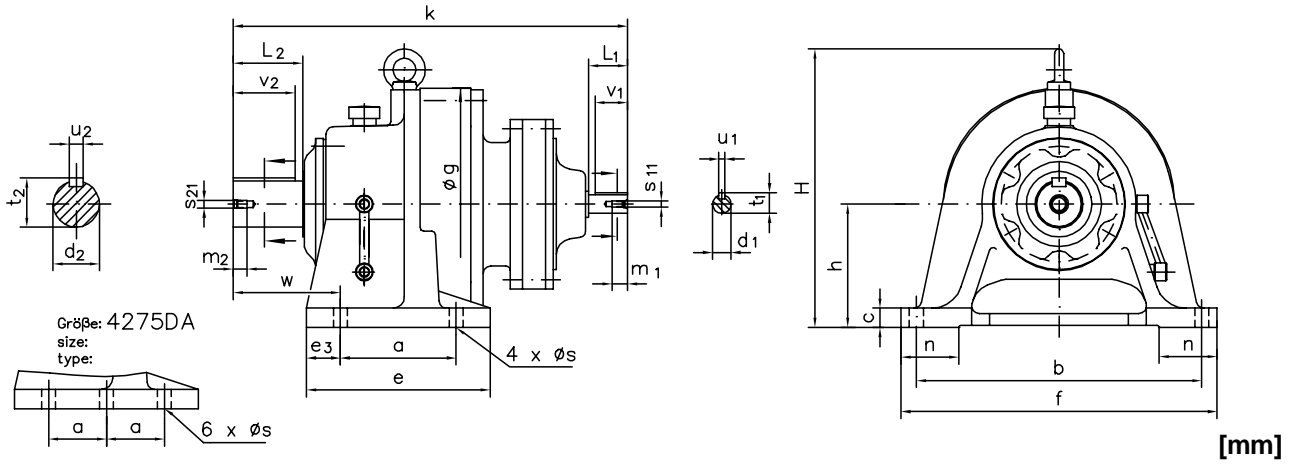 k
L2
L1
v2
v1
u2
t2
d2
s21
m2
w
øg
s11
m1
u1
t1
d1
H
h
c
n
n
b
f
e3
a
e
4 x Øs
Größe: 4275DA
size:
type:
a
a
6 x Øs
[mm]